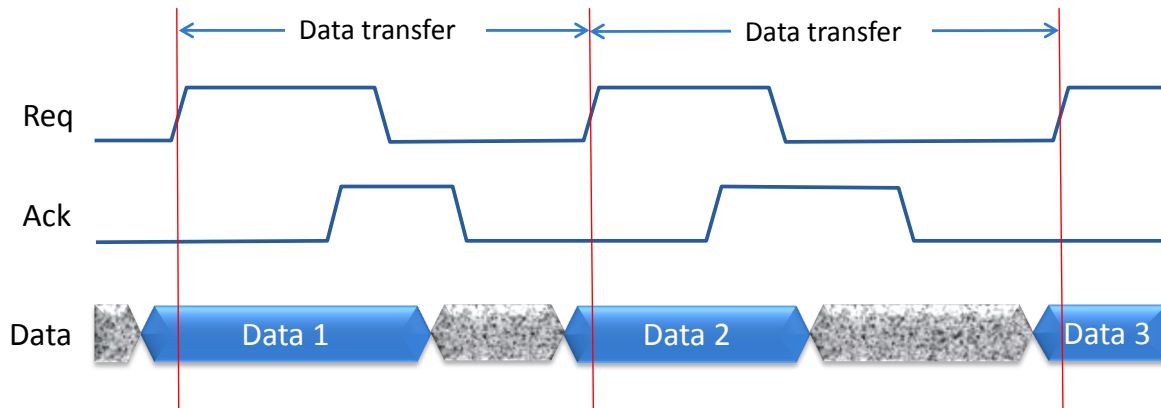 Data transfer
Data transfer
Req
Ack
Data
Data 1
Data 2
Data 3